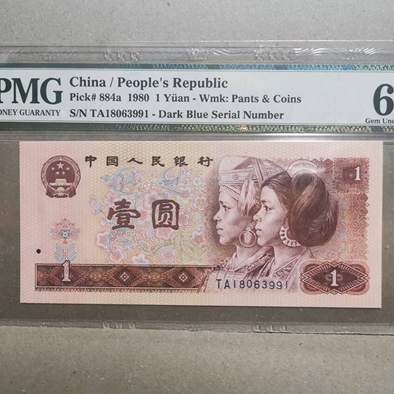 PMG
MONEY GUARANTY
China / People's Republic
Pick# 884a 1980 1 Yüan - Wmk: Pants & Coins
S/N TA18063991 - Dark Blue Serial Number
6
Gem Unc
中国人民银行
壹圆
1
1
1
TA18063991